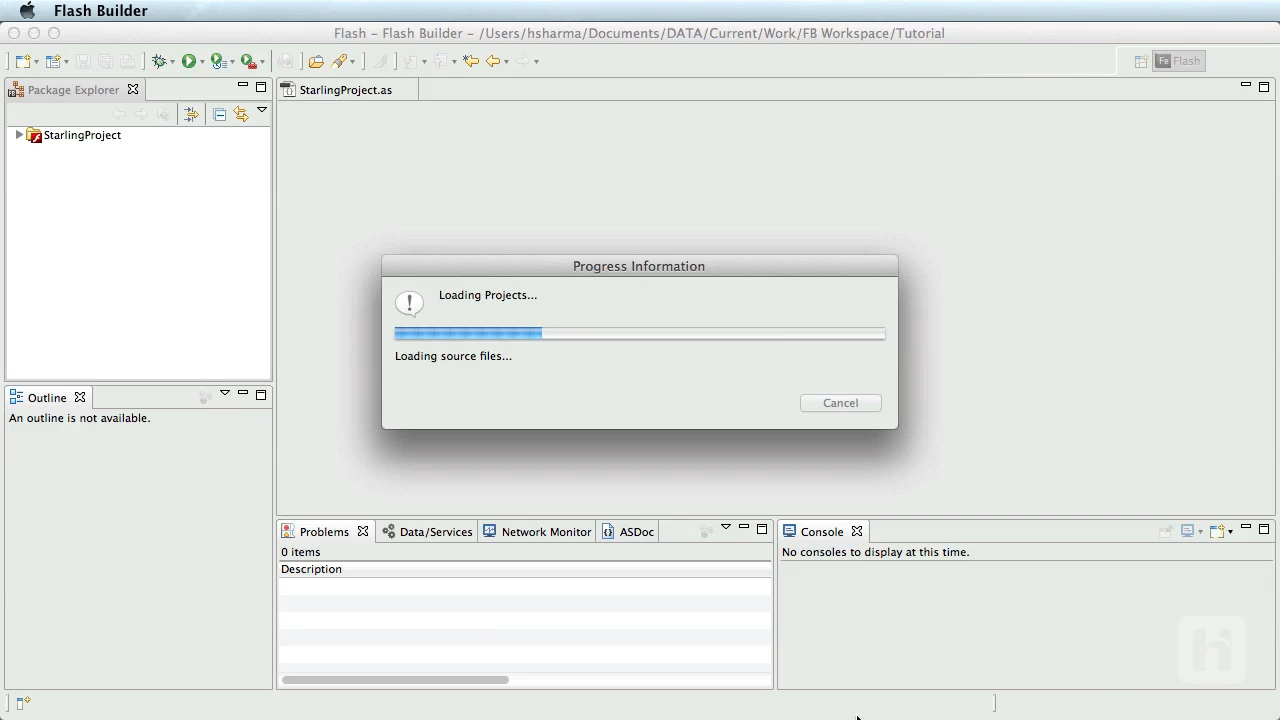 Flash Builder
Flash – Flash Builder – /Users/hsharma/Documents/DATA/Current/Work/FB Workspace/Tutorial
Fb Flash
Package Explorer
StarlingProject.as
StarlingProject
Progress Information
Loading Projects...
Loading source files...
Cancel
Outline
An outline is not available.
Problems
Data/Services
Network Monitor
ASDoc
Console
0 items
No consoles to display at this time.
Description
h